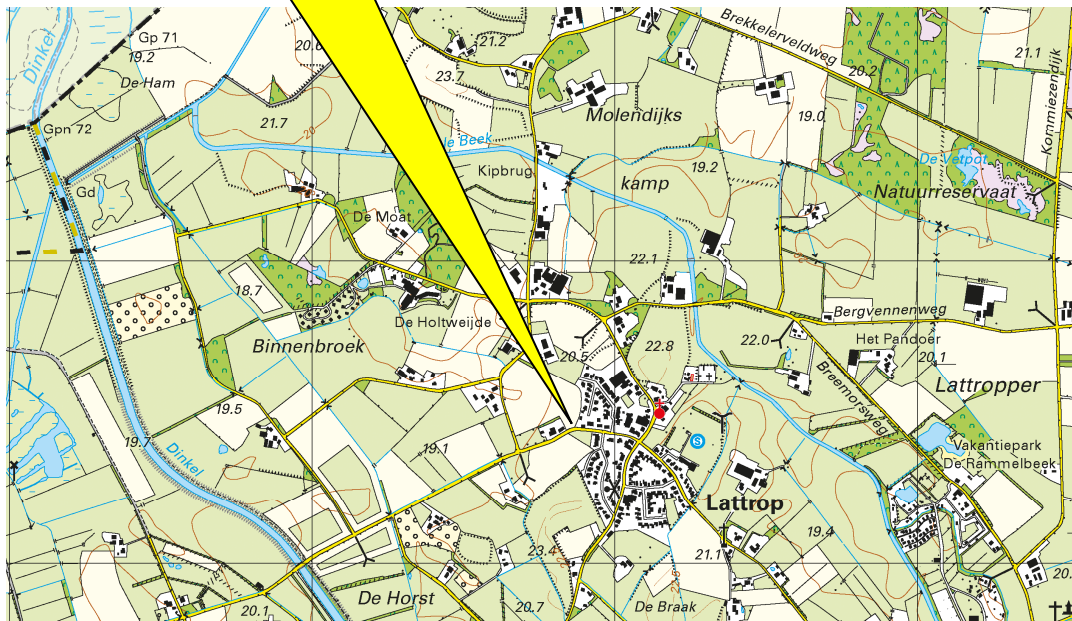 Gp 71
19.2
De Ham
Dinkel
Gpn 72
Gd
21.7
20
21.2
23.7
Molendijks
kamp
Kipbrug
De Moat
Brekkelerveldweg
20.2
21.1
Kommiezendijk
19.0
19.2
De Vetpot
Natuurreservaat
22.1
18.7
De Holtweijde
Binnenbroek
20.5
22.8
22.0
Bergvennenweg
Het Pandoer
20.1
Lattropper
Breemorsweg
19.5
19.7
Dinkel
19.1
S
Vakantiepark
De Rammelbeek
Lattrop
19.4
23.4
21.1
20
De Horst
20.1
20.7
De Braak
20.